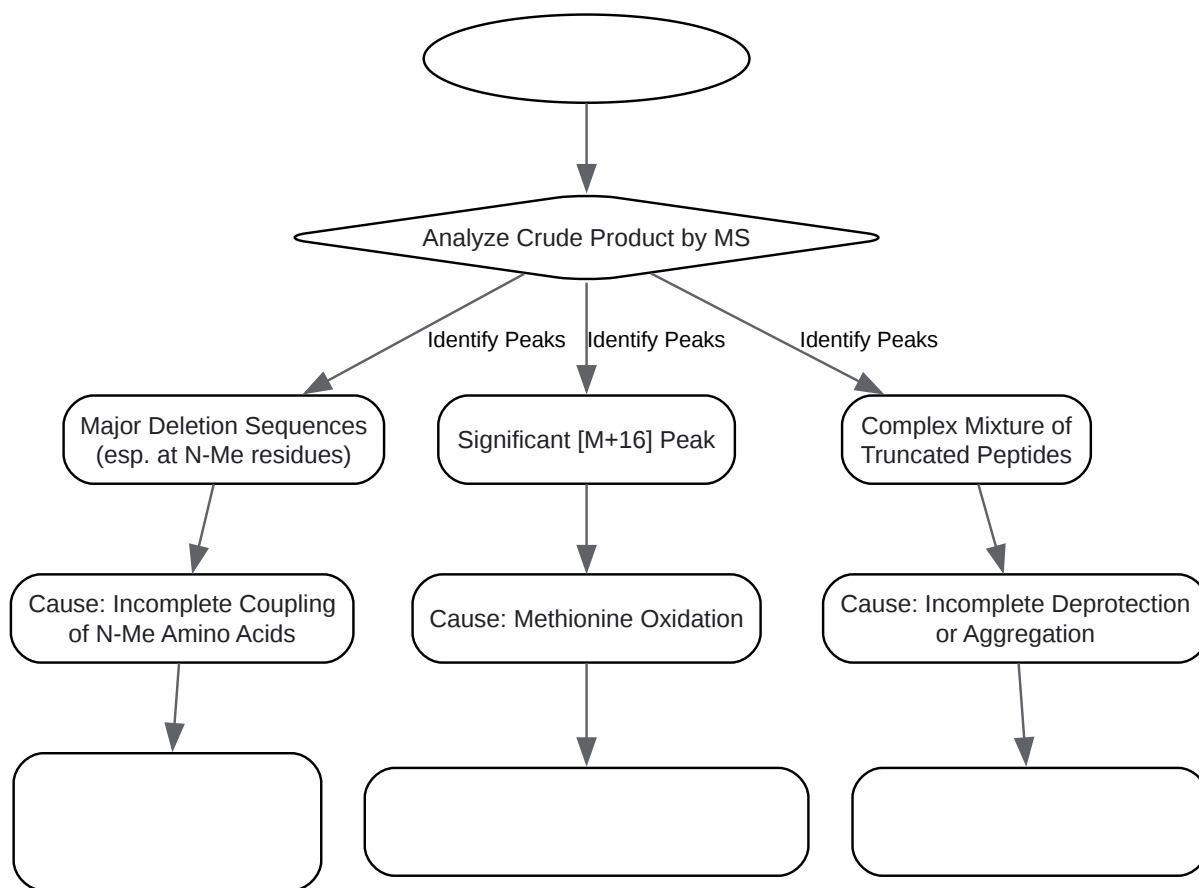 Analyze Crude Product by MS
Identify Peaks
Identify Peaks
Identify Peaks
Major Deletion Sequences
(esp. at N-Me residues)
Significant [M+16] Peak
Complex Mixture of
Truncated Peptides
Cause: Incomplete Coupling
of N-Me Amino Acids
Cause: Methionine Oxidation
Cause: Incomplete Deprotection
or Aggregation